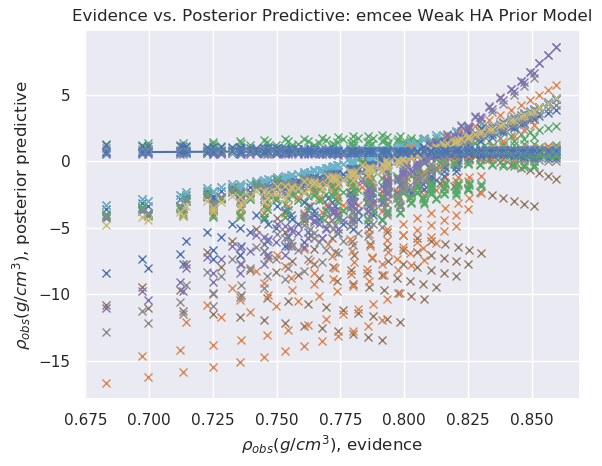 Evidence vs. Posterior Predictive: emcee Weak HA Prior Model
5
0
−5
−10
−15
ρobs(g/cm³), posterior predictive
0.675 0.700 0.725 0.750 0.775 0.800 0.825 0.850
ρobs(g/cm³), evidence